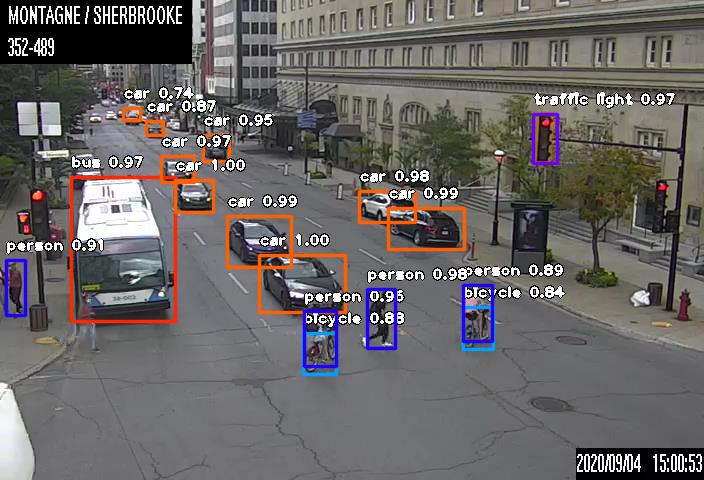 MONTAGNE / SHERBROOKE
352-489
car 0.74
car 0.87
traffic light 0.97
car 0.95
car 0.97
bus 0.97
car 1.00
car 0.98
car 0.99
car 0.99
person 0.91
car 1.00
person 0.98
person 0.89
person 0.96
bicycle 0.84
bicycle 0.88
2020/09/04 15:00:53